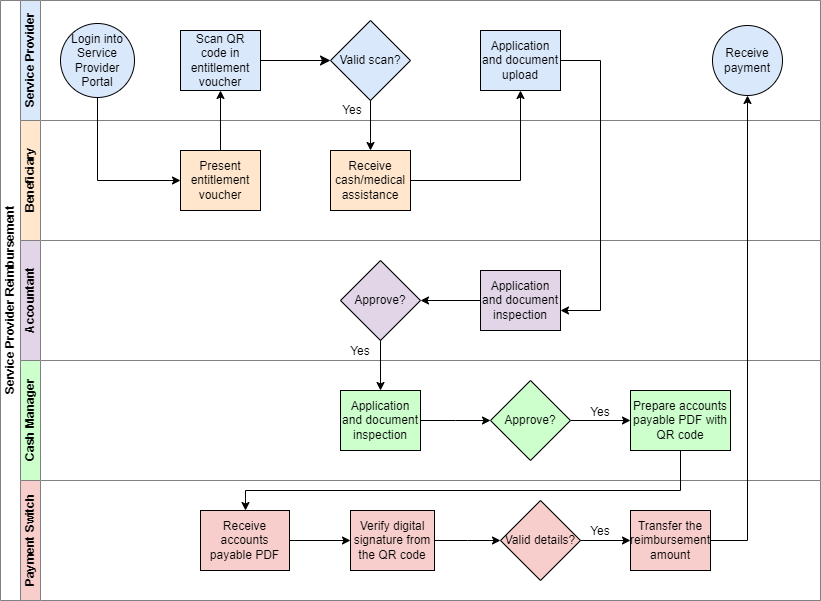 Service Provider Reimbursement
Service Provider
Login into
Service
Provider
Portal
Scan QR
code in
entitlement
voucher
Valid scan?
Yes
Application
and document
upload
Receive
payment
Beneficiary
Present
entitlement
voucher
Receive
cash/medical
assistance
Accountant
Approve?
Yes
Application
and document
inspection
Cash Manager
Application
and document
inspection
Approve?
Yes
Prepare accounts
payable PDF with
QR code
Payment Switch
Receive
accounts
payable PDF
Verify digital
signature from
the QR code
Valid details?
Yes
Transfer the
reimbursement
amount